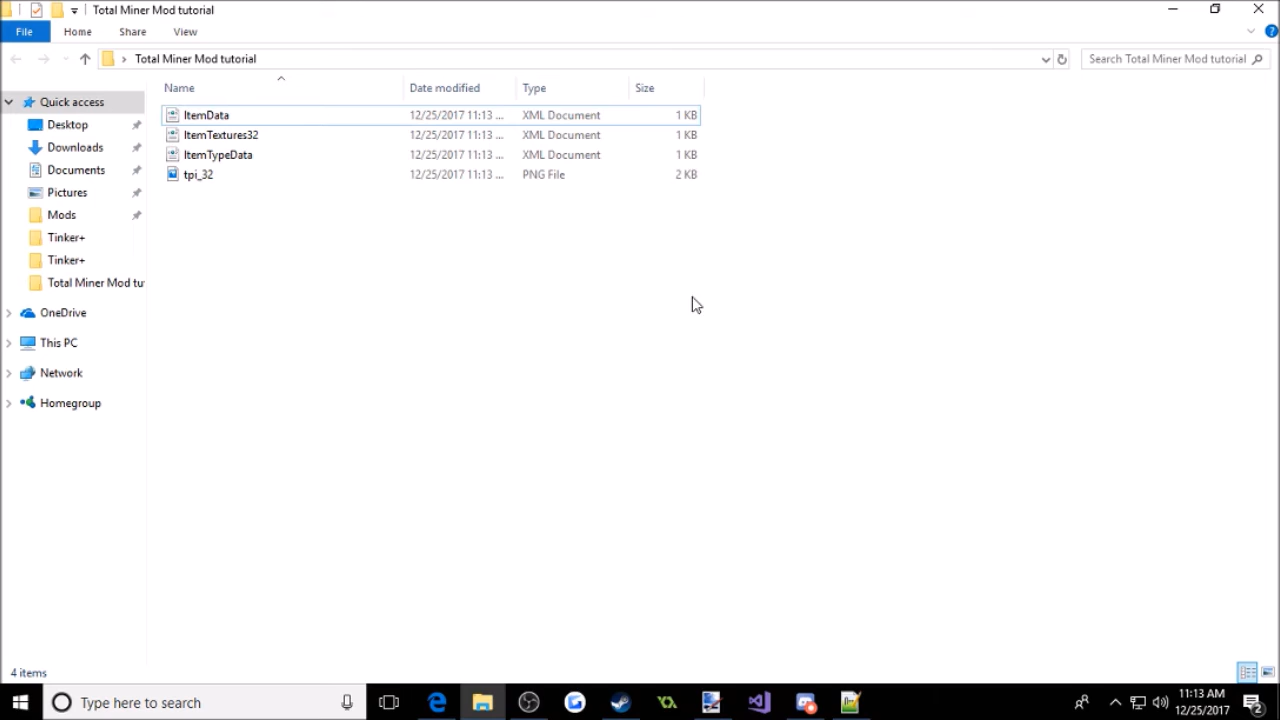 Total Miner Mod tutorial
File Home Share View
Total Miner Mod tutorial
Search Total Miner Mod tutorial
Name Date modified Type Size
Quick access
Desktop
Downloads
Documents
Pictures
Mods
Tinker+
Tinker+
Total Miner Mod tu
OneDrive
This PC
Network
Homegroup
ItemData 12/25/2017 11:13 ... XML Document 1 KB
ItemTextures32 12/25/2017 11:13 ... XML Document 1 KB
ItemTypeData 12/25/2017 11:13 ... XML Document 1 KB
tpi_32 12/25/2017 11:13 ... PNG File 2 KB
4 items
Type here to search
11:13 AM
12/25/2017
2